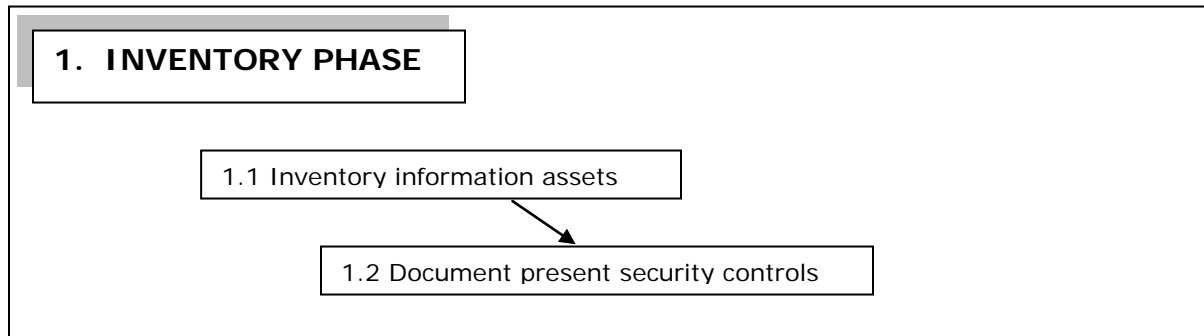 1. INVENTORY PHASE
1.1 Inventory information assets
1.2 Document present security controls